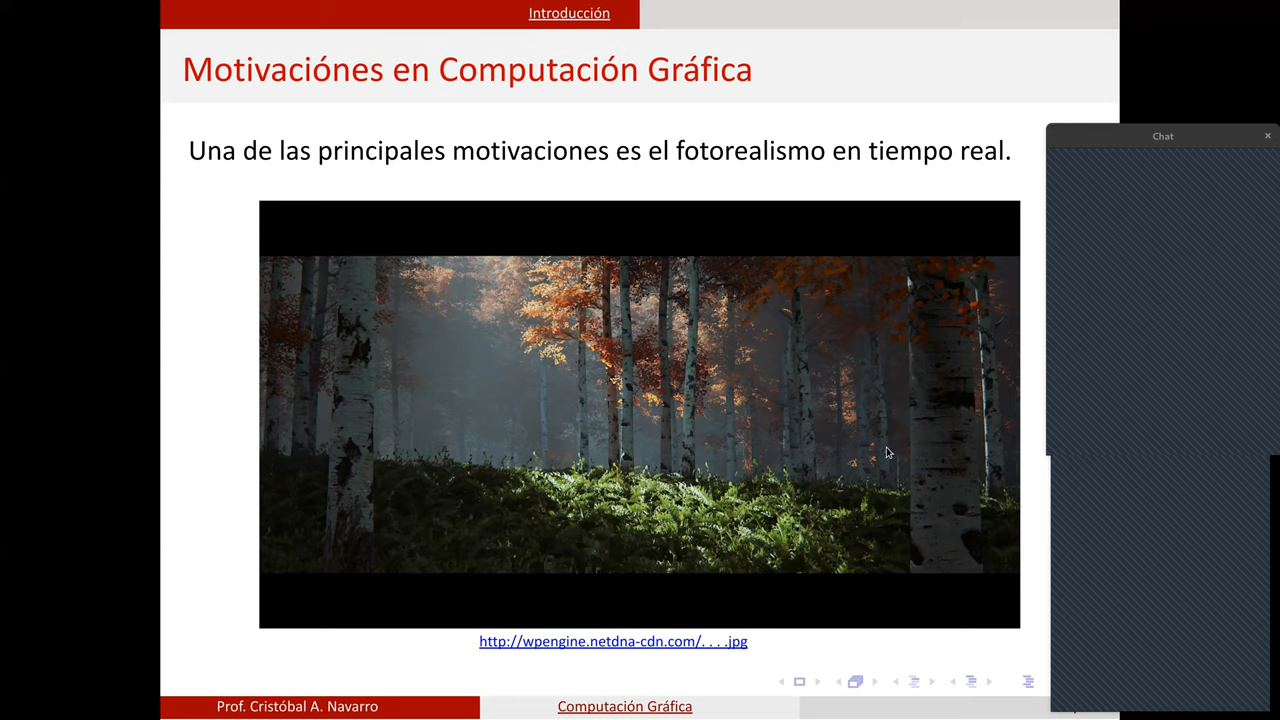 Introducción
Motivaciónes en Computación Gráfica
Una de las principales motivaciones es el fotorealismo en tiempo real.
Chat
http://wpengine.netdna-cdn.com/. . . .jpg
Prof. Cristóbal A. Navarro
Computación Gráfica